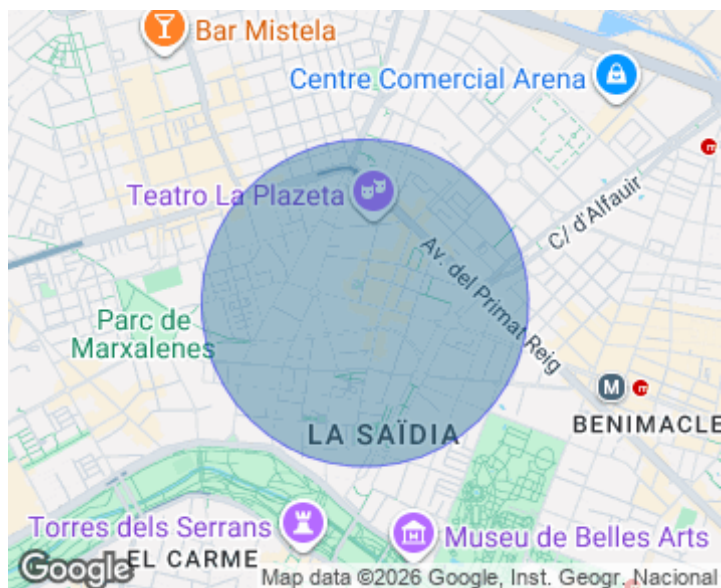 Bar Mistela
Centre Comercial Arena
Teatro La Plazeta
C/ d'Alfauir
Av. del Primat Reig
Parc de
Marxalenes
M
BENIMACLE
LA SAÏDIA
Torres dels Serrans
Museu de Belles Arts
EL CARME
Google
Map data ©2026 Google, Inst. Geogr. Nacional